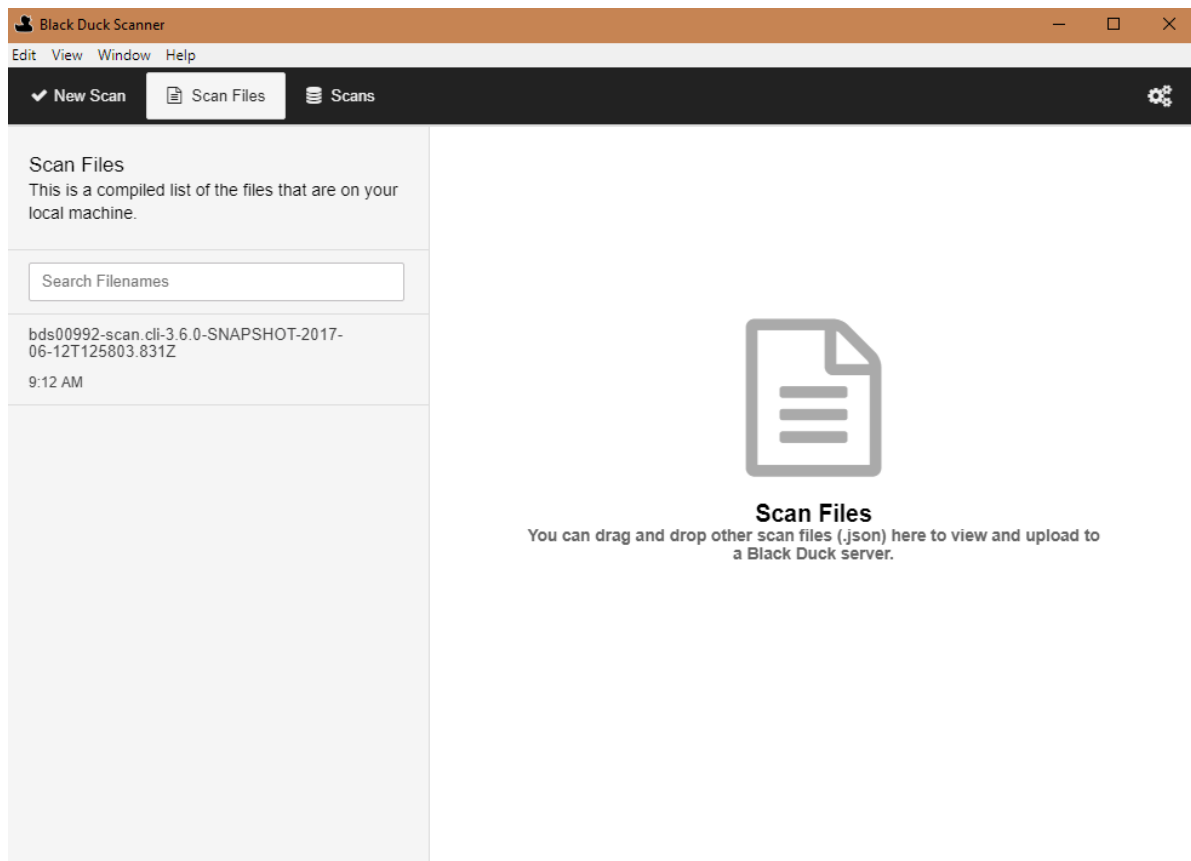 Black Duck Scanner
Edit View Window Help
New Scan Scan Files Scans
Scan Files
This is a compiled list of the files that are on your
local machine.
Search Filenames
bds00992-scan.cli-3.6.0-SNAPSHOT-2017-
06-12T125803.831Z
9:12 AM
Scan Files
You can drag and drop other scan files (.json) here to view and upload to
a Black Duck server.